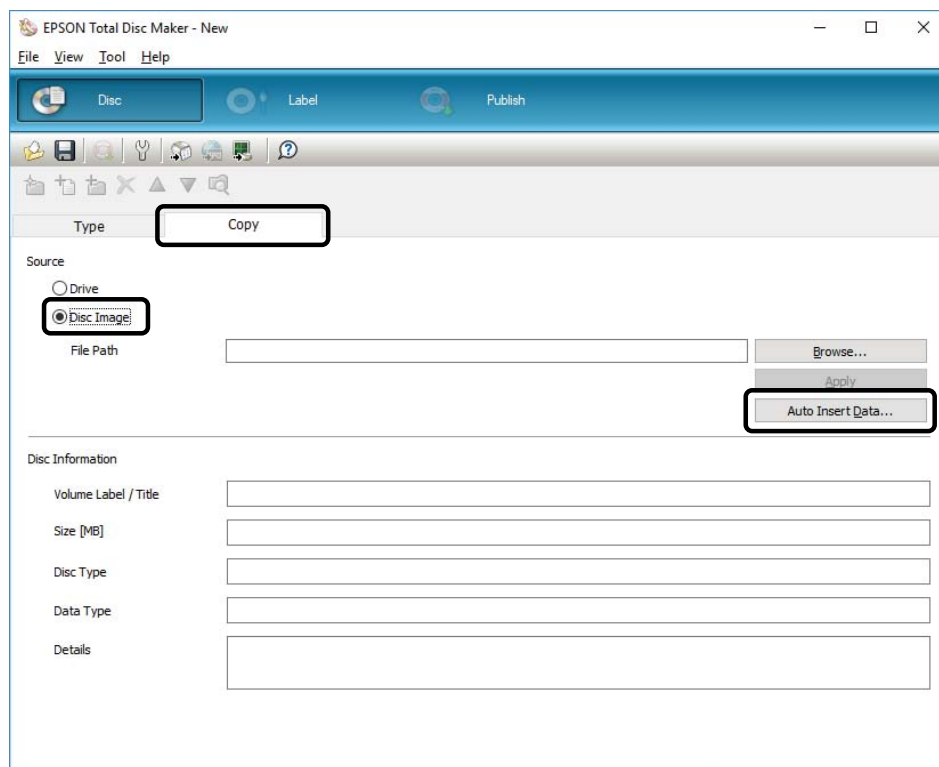 EPSON Total Disc Maker - New
File View Tool Help
Disc Label Publish
Type Copy
Source
Drive
Disc Image
File Path Browse...
Apply
Auto Insert Data...
Disc Information
Volume Label / Title
Size [MB]
Disc Type
Data Type
Details